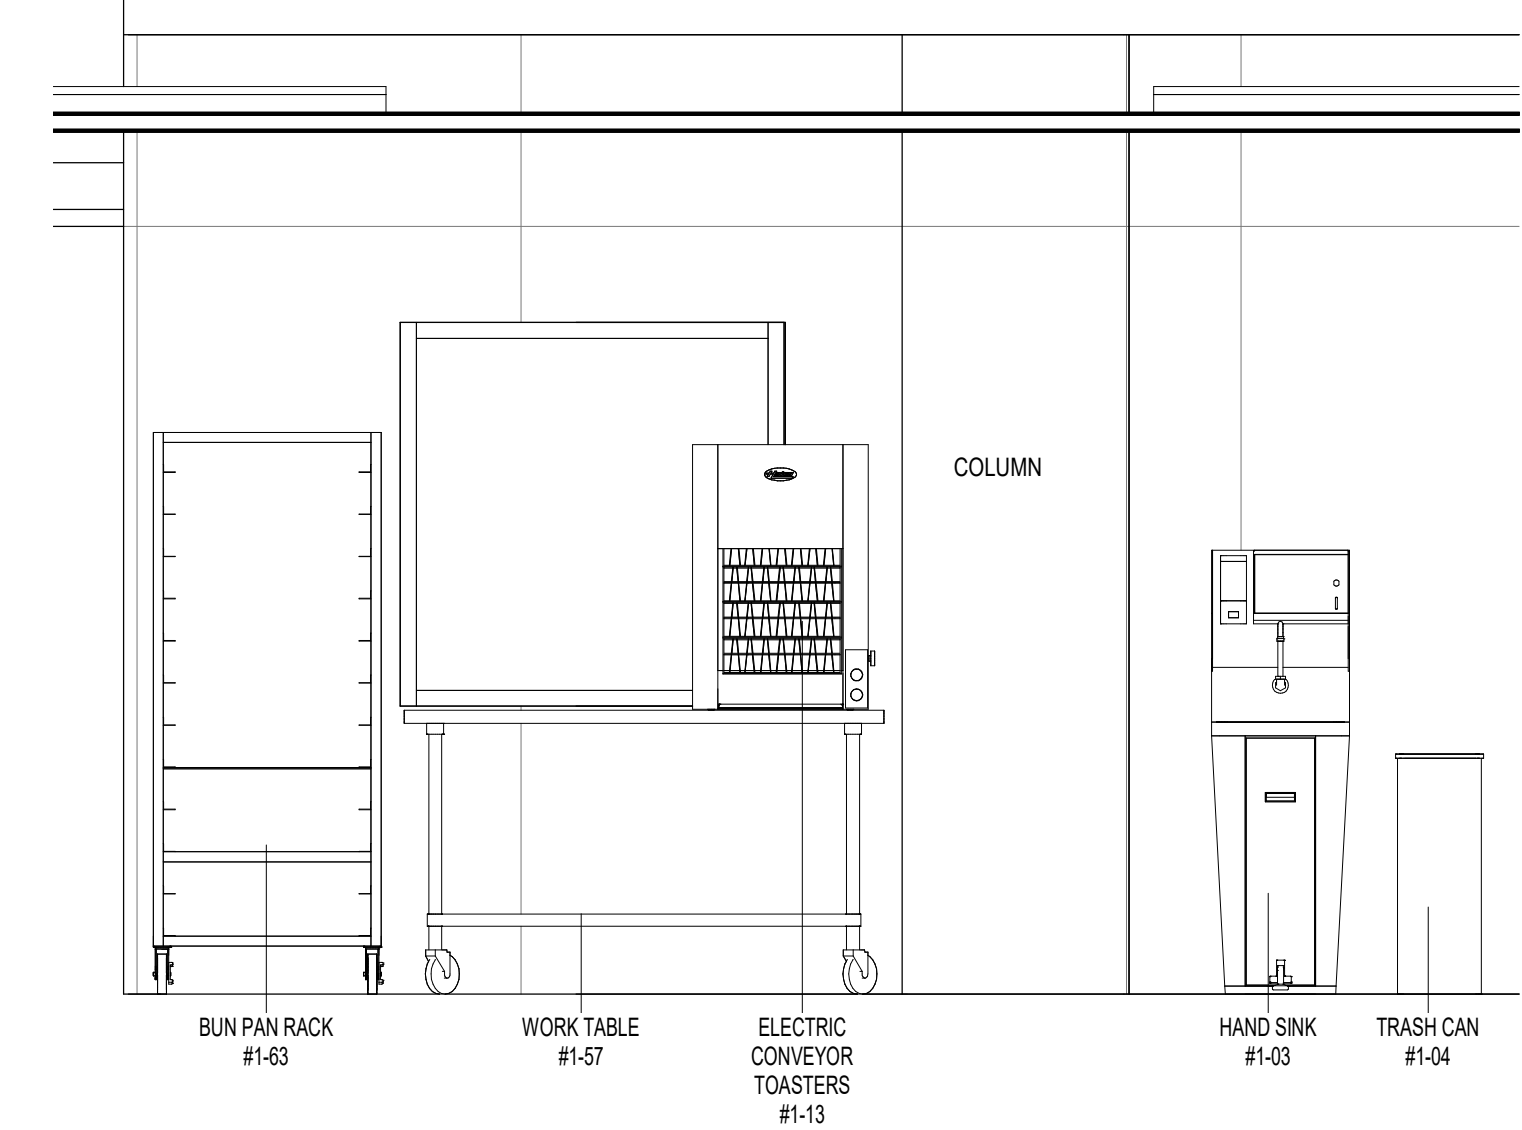 COLUMN
BUN PAN RACK
#1-63
WORK TABLE
#1-57
ELECTRIC
CONVEYOR
TOASTERS
#1-13
HAND SINK
#1-03
TRASH CAN
#1-04